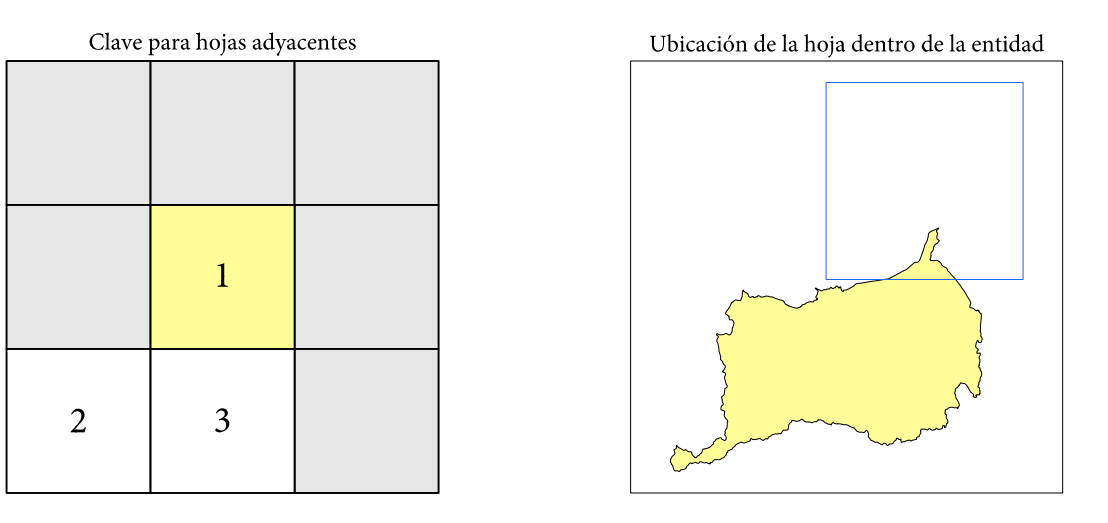 Clave para hojas adyacentes
Ubicación de la hoja dentro de la entidad
1
2
3